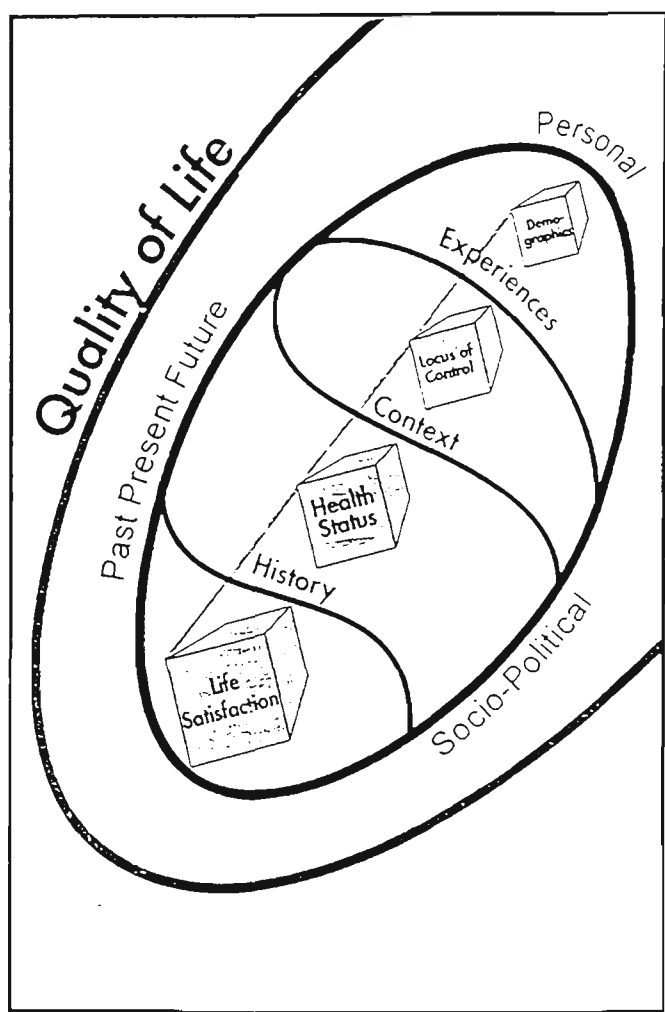 Personal
Demo-
graphics
Quality of Life
Experiences
Past Present Future
Locus of
Control
Context
Health
Status
History
Socio-Political
Life
Satisfaction